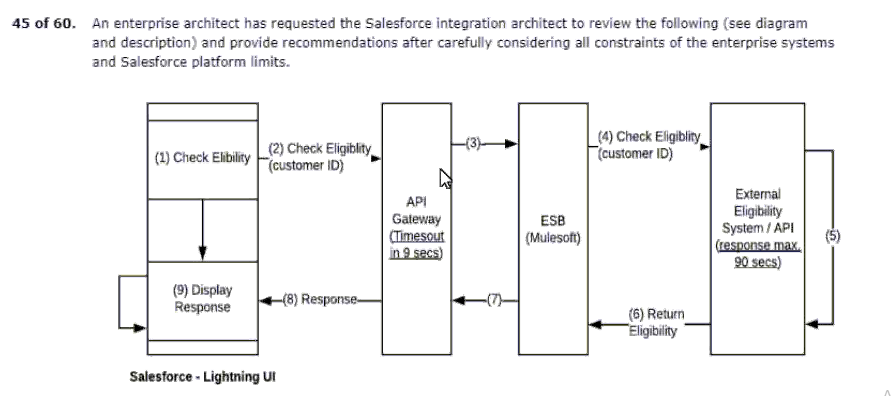 45 of 60. An enterprise architect has requested the Salesforce integration architect to review the following (see diagram
and description) and provide recommendations after carefully considering all constraints of the enterprise systems
and Salesforce platform limits.
(1) Check Elibility
(2) Check Eligiblity
(customer ID)
(3)
(4) Check Eligiblity
(customer ID)
API
Gateway
(Timesout
in 9 secs)
ESB
(Mulesoft)
External
Eligibility
System / API
(response max.
90 secs)
(5)
(9) Display
Response
(8) Response
(7)
(6) Return
Eligibility
Salesforce - Lightning UI